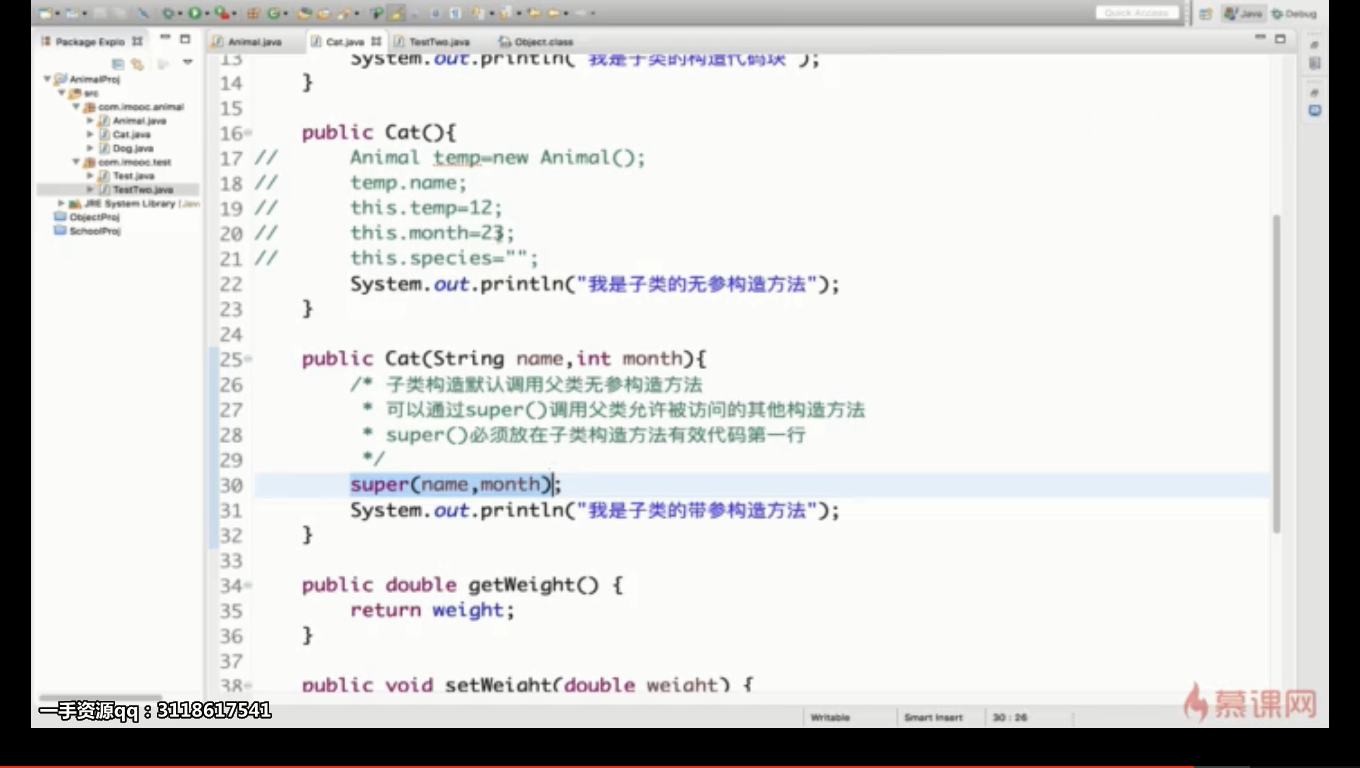 Quick Access
Java
Debug
Package Explo
Animal.java
Cat.java
TestTwo.java
Object.class
AnimalProj
src
com.imooc.animal
Animal.java
Cat.java
Dog.java
com.imooc.test
Test.java
TestTwo.java
JRE System Library [Jav
ObjectProj
SchoolProj
13 System.out.println("我是子类的构造代码块");
14 }
15
16 public Cat(){
17 // Animal temp=new Animal();
18 // temp.name;
19 // this.temp=12;
20 // this.month=23;
21 // this.species="";
22 System.out.println("我是子类的无参构造方法");
23 }
24
25 public Cat(String name,int month){
26 /* 子类构造默认调用父类无参构造方法
27 * 可以通过super()调用父类允许被访问的其他构造方法
28 * super()必须放在子类构造方法有效代码第一行
29 */
30 super(name,month);
31 System.out.println("我是子类的带参构造方法");
32 }
33
34 public double getWeight() {
35 return weight;
36 }
37
38 public void setWeight(double weight) {
一手资源qq：3118617541
Writable
Smart Insert
30 : 26
慕课网